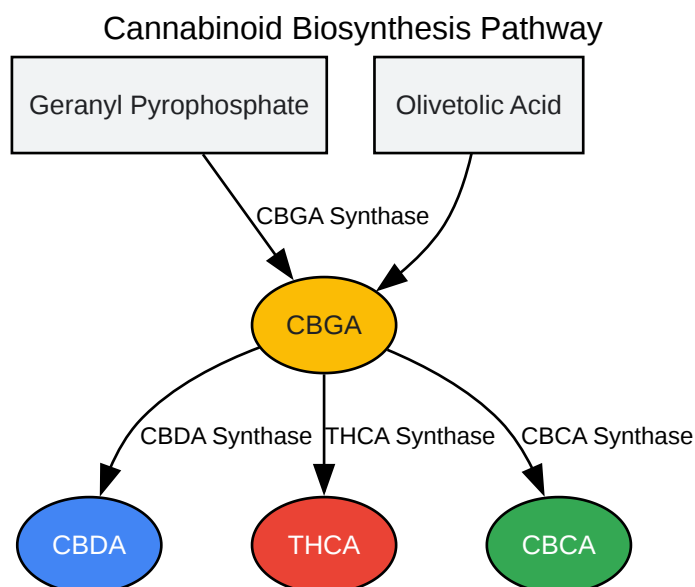 Cannabinoid Biosynthesis Pathway
Geranyl Pyrophosphate
Olivetolic Acid
CBGA Synthase
CBGA
CBDA Synthase
THCA Synthase
CBCA Synthase
CBDA
THCA
CBCA